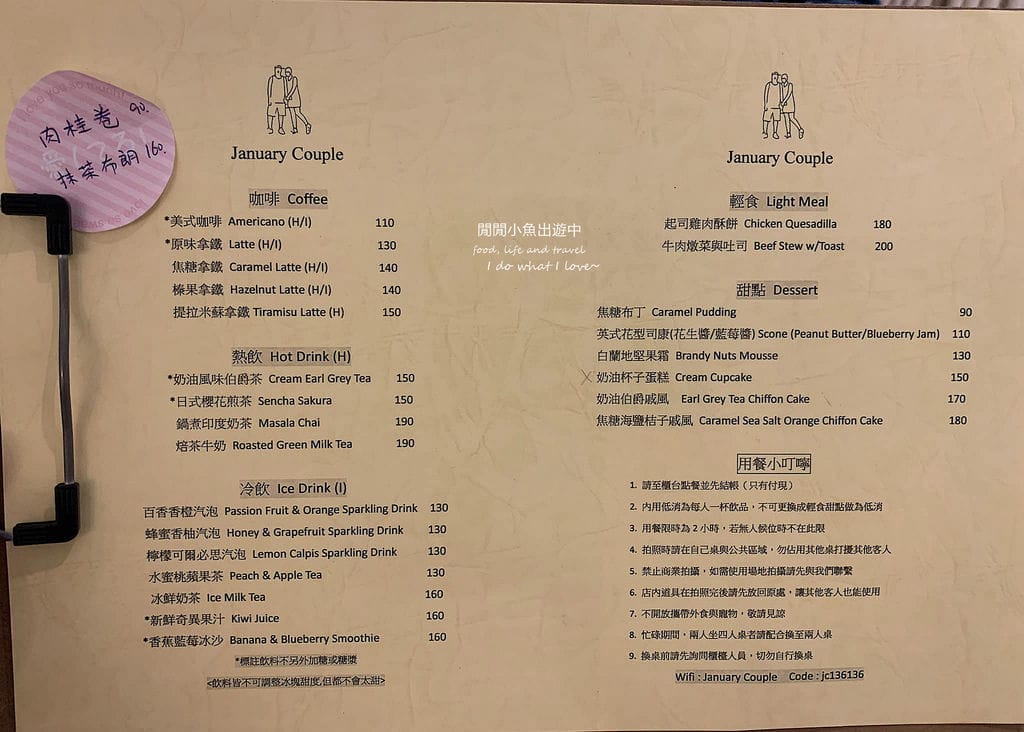 love you so much!
肉桂卷 90.
抹茶布朗 160.
January Couple
咖啡 Coffee
*美式咖啡 Americano (H/I) 110
*原味拿鐵 Latte (H/I) 130
焦糖拿鐵 Caramel Latte (H/I) 140
榛果拿鐵 Hazelnut Latte (H/I) 140
提拉米蘇拿鐵 Tiramisu Latte (H) 150
熱飲 Hot Drink (H)
*奶油風味伯爵茶 Cream Earl Grey Tea 150
*日式櫻花煎茶 Sencha Sakura 150
鍋煮印度奶茶 Masala Chai 190
焙茶牛奶 Roasted Green Milk Tea 190
冷飲 Ice Drink (I)
百香香橙汽泡 Passion Fruit & Orange Sparkling Drink 130
蜂蜜香柚汽泡 Honey & Grapefruit Sparkling Drink 130
檸檬可爾必思汽泡 Lemon Calpis Sparkling Drink 130
水蜜桃蘋果茶 Peach & Apple Tea 130
冰鮮奶茶 Ice Milk Tea 160
*新鮮奇異果汁 Kiwi Juice 160
*香蕉藍莓冰沙 Banana & Blueberry Smoothie 160
*標註飲料不另外加糖或糖漿
<飲料皆不可調整冰塊甜度,但都不會太甜>
閒閒小魚出遊中
food, life and travel
I do what I love~
January Couple
輕食 Light Meal
起司雞肉酥餅 Chicken Quesadilla 180
牛肉燉菜與吐司 Beef Stew w/Toast 200
甜點 Dessert
焦糖布丁 Caramel Pudding 90
英式花型司康(花生醬/藍莓醬) Scone (Peanut Butter/Blueberry Jam) 110
白蘭地堅果霜 Brandy Nuts Mousse 130
奶油杯子蛋糕 Cream Cupcake 150
奶油伯爵戚風 Earl Grey Tea Chiffon Cake 170
焦糖海鹽桔子戚風 Caramel Sea Salt Orange Chiffon Cake 180
用餐小叮嚀
1. 請至櫃台點餐並先結帳（只有付現）
2. 內用低消為每人一杯飲品，不可更換成輕食甜點做為低消
3. 用餐限時為 2 小時，若無人候位時不在此限
4. 拍照時請在自己桌與公共區域，勿佔用其他桌打擾其他客人
5. 禁止商業拍攝，如需使用場地拍攝請先與我們聯繫
6. 店內道具在拍照完後請先放回原處，讓其他客人也能使用
7. 不開放攜帶外食與寵物，敬請見諒
8. 忙碌期間，兩人坐四人桌者請配合換至兩人桌
9. 換桌前請先詢問櫃檯人員，切勿自行換桌
Wifi : January Couple Code : jc136136